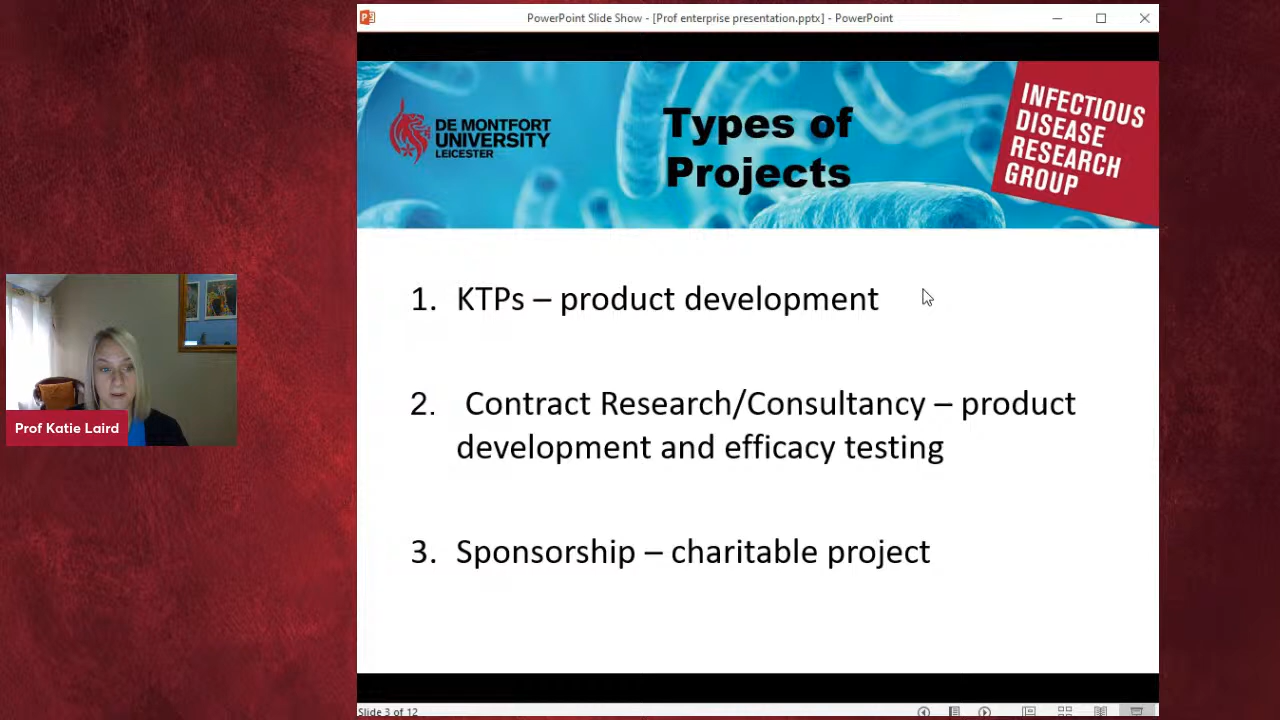 PowerPoint Slide Show - [Prof enterprise presentation.pptx] - PowerPoint
DE MONTFORT
UNIVERSITY
LEICESTER
Types of
Projects
INFECTIOUS
DISEASE
RESEARCH
GROUP
1. KTPs – product development
2. Contract Research/Consultancy – product
development and efficacy testing
3. Sponsorship – charitable project
Prof Katie Laird
Slide 3 of 12